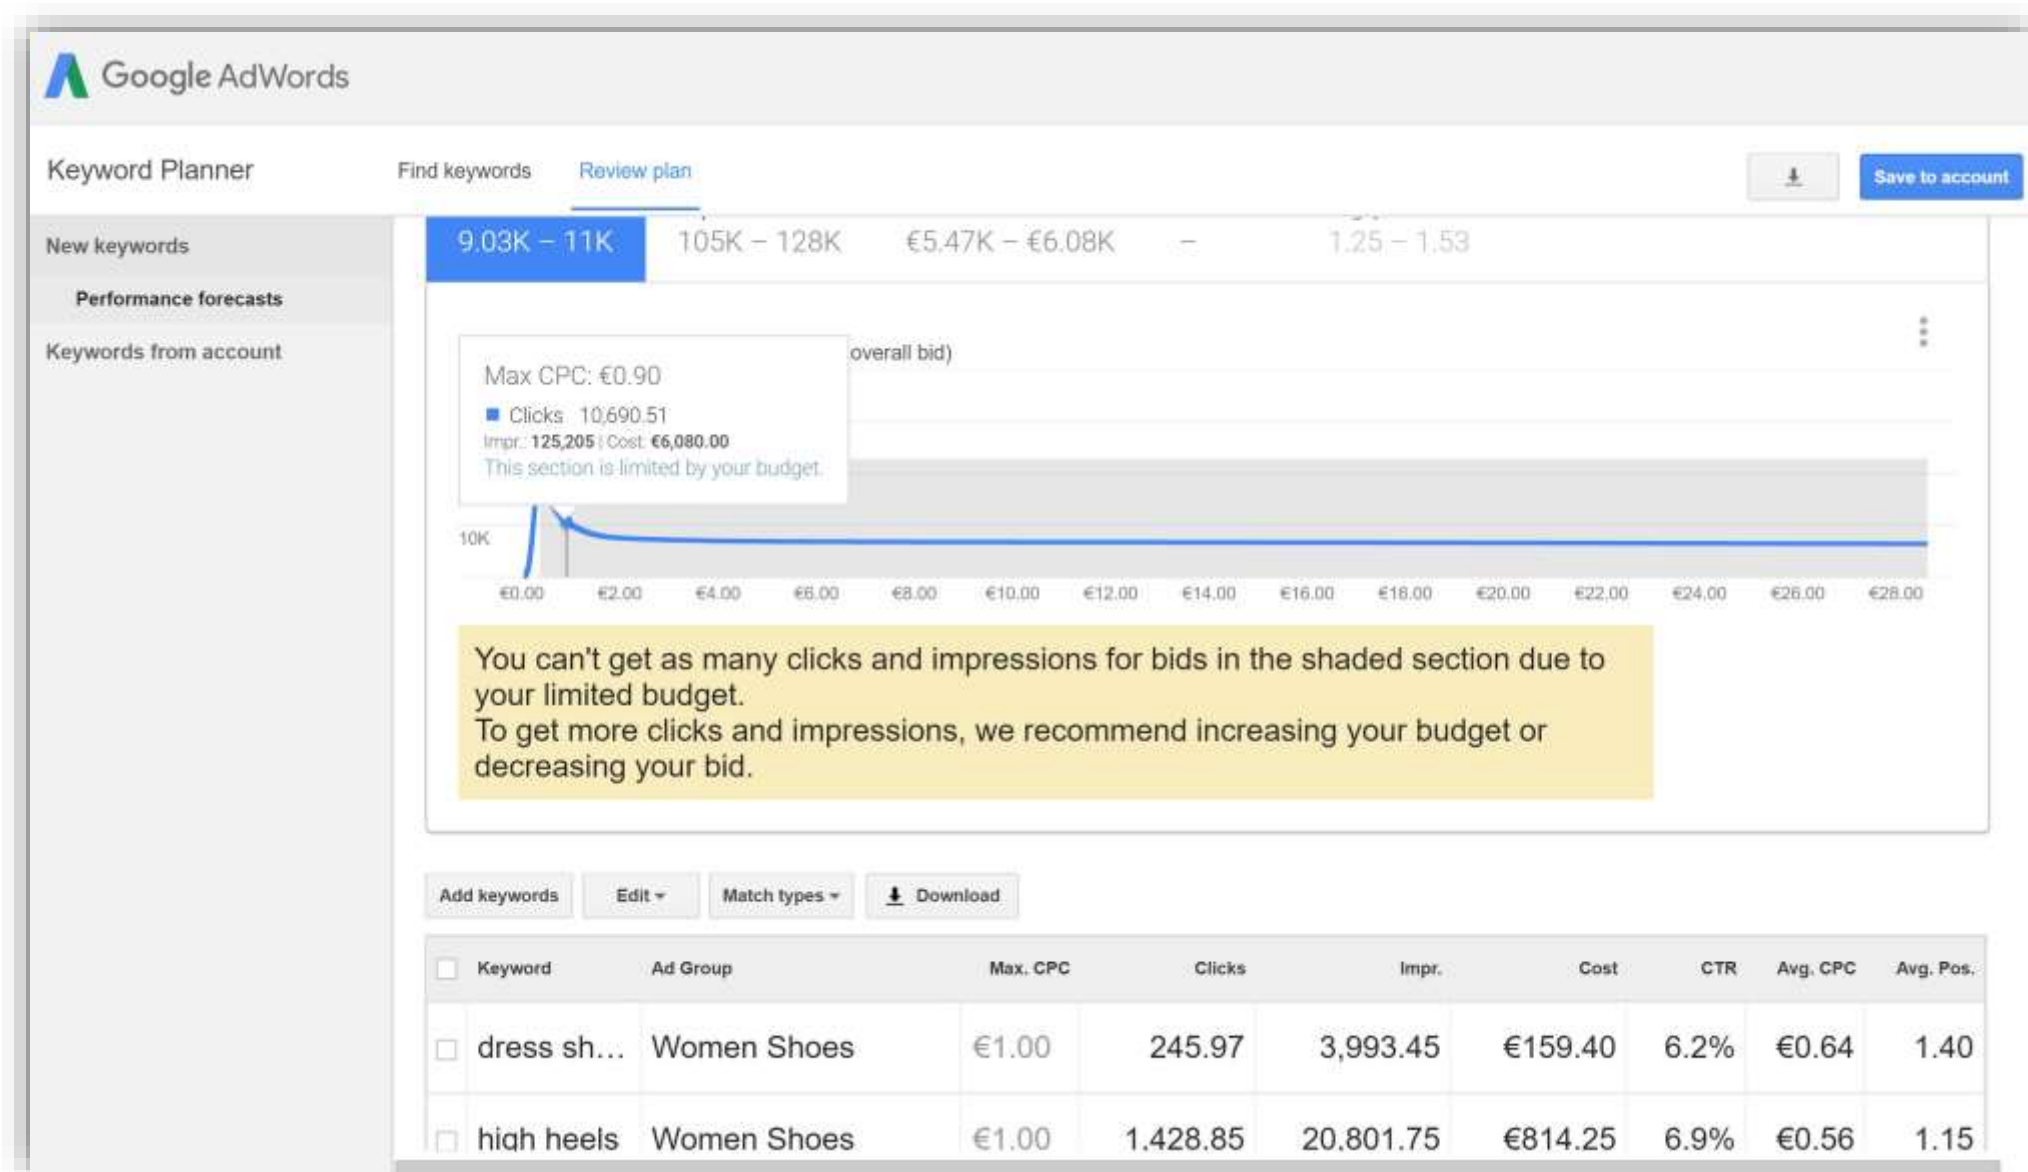 Google AdWords
Keyword Planner
Find keywords
Review plan
Save to account
New keywords
Performance forecasts
Keywords from account
9.03K – 11K
105K – 128K
€5.47K – €6.08K
–
1.25 – 1.53
overall bid)
Max CPC: €0.90
Clicks 10,690.51
Impr.: 125,205 | Cost: €6,080.00
This section is limited by your budget.
10K
€0.00 €2.00 €4.00 €6.00 €8.00 €10.00 €12.00 €14.00 €16.00 €18.00 €20.00 €22.00 €24.00 €26.00 €28.00
You can't get as many clicks and impressions for bids in the shaded section due to
your limited budget.
To get more clicks and impressions, we recommend increasing your budget or
decreasing your bid.
Add keywords Edit Match types Download
Keyword Ad Group Max. CPC Clicks Impr. Cost CTR Avg. CPC Avg. Pos.
dress sh... Women Shoes €1.00 245.97 3,993.45 €159.40 6.2% €0.64 1.40
high heels Women Shoes €1.00 1,428.85 20,801.75 €814.25 6.9% €0.56 1.15